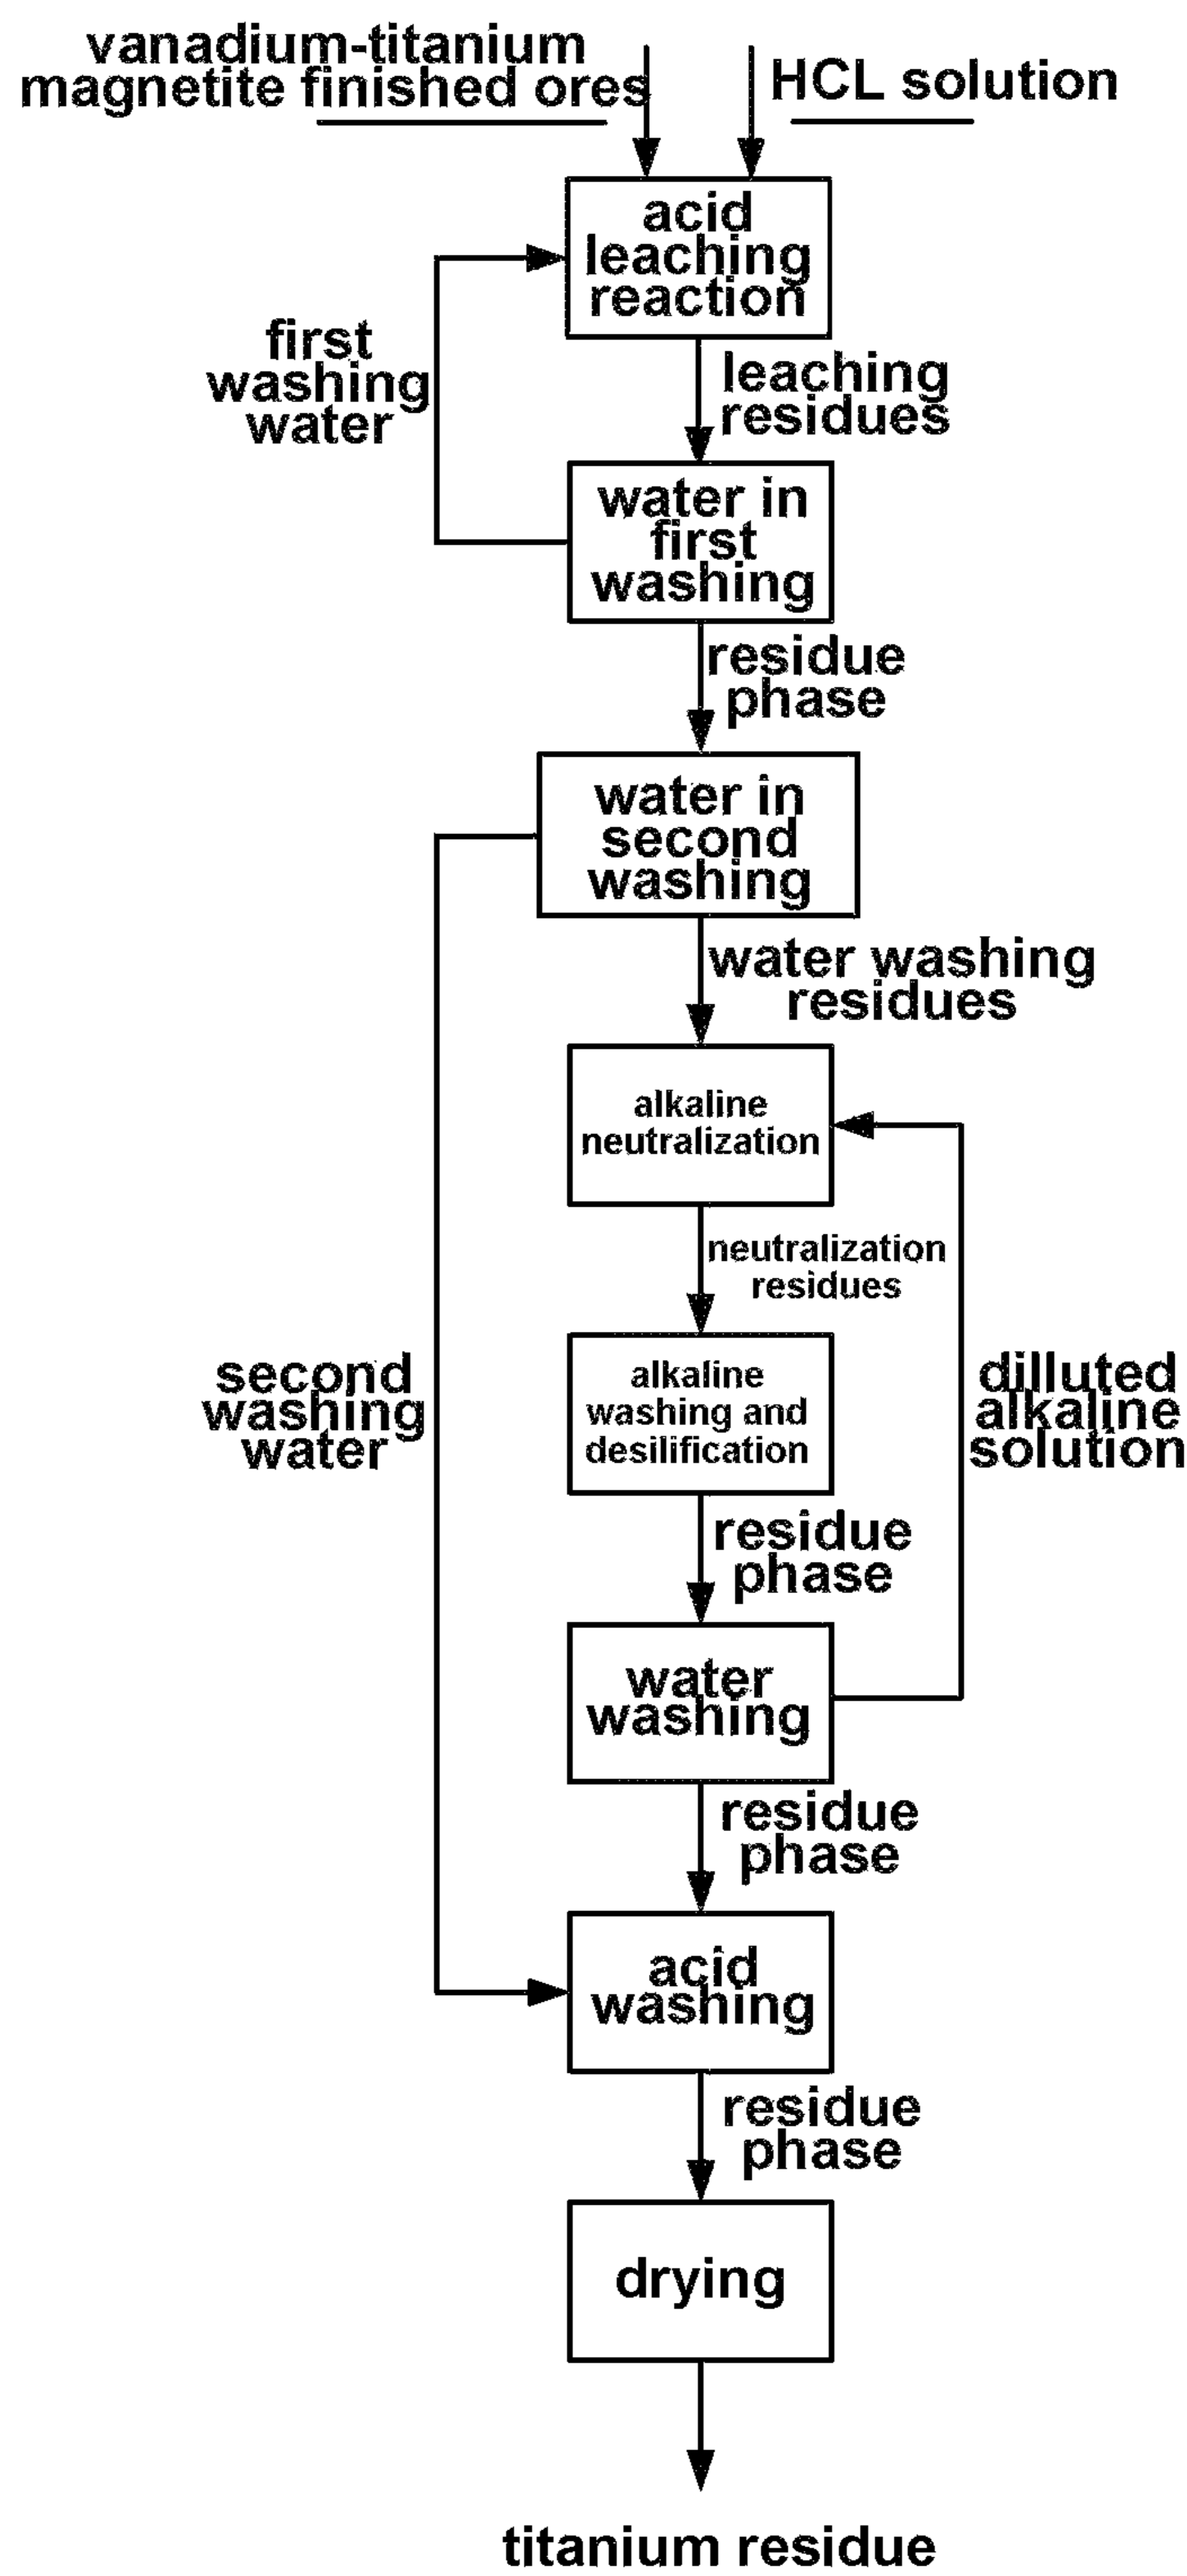 vanadium-titanium
magnetite finished ores
HCL solution
acid
leaching
reaction
first
washing
water
leaching
residues
water in
first
washing
residue
phase
water in
second
washing
water washing
residues
alkaline
neutralization
neutralization
residues
second
washing
water
alkaline
washing and
desilification
dilluted
alkaline
solution
residue
phase
water
washing
residue
phase
acid
washing
residue
phase
drying
titanium residue